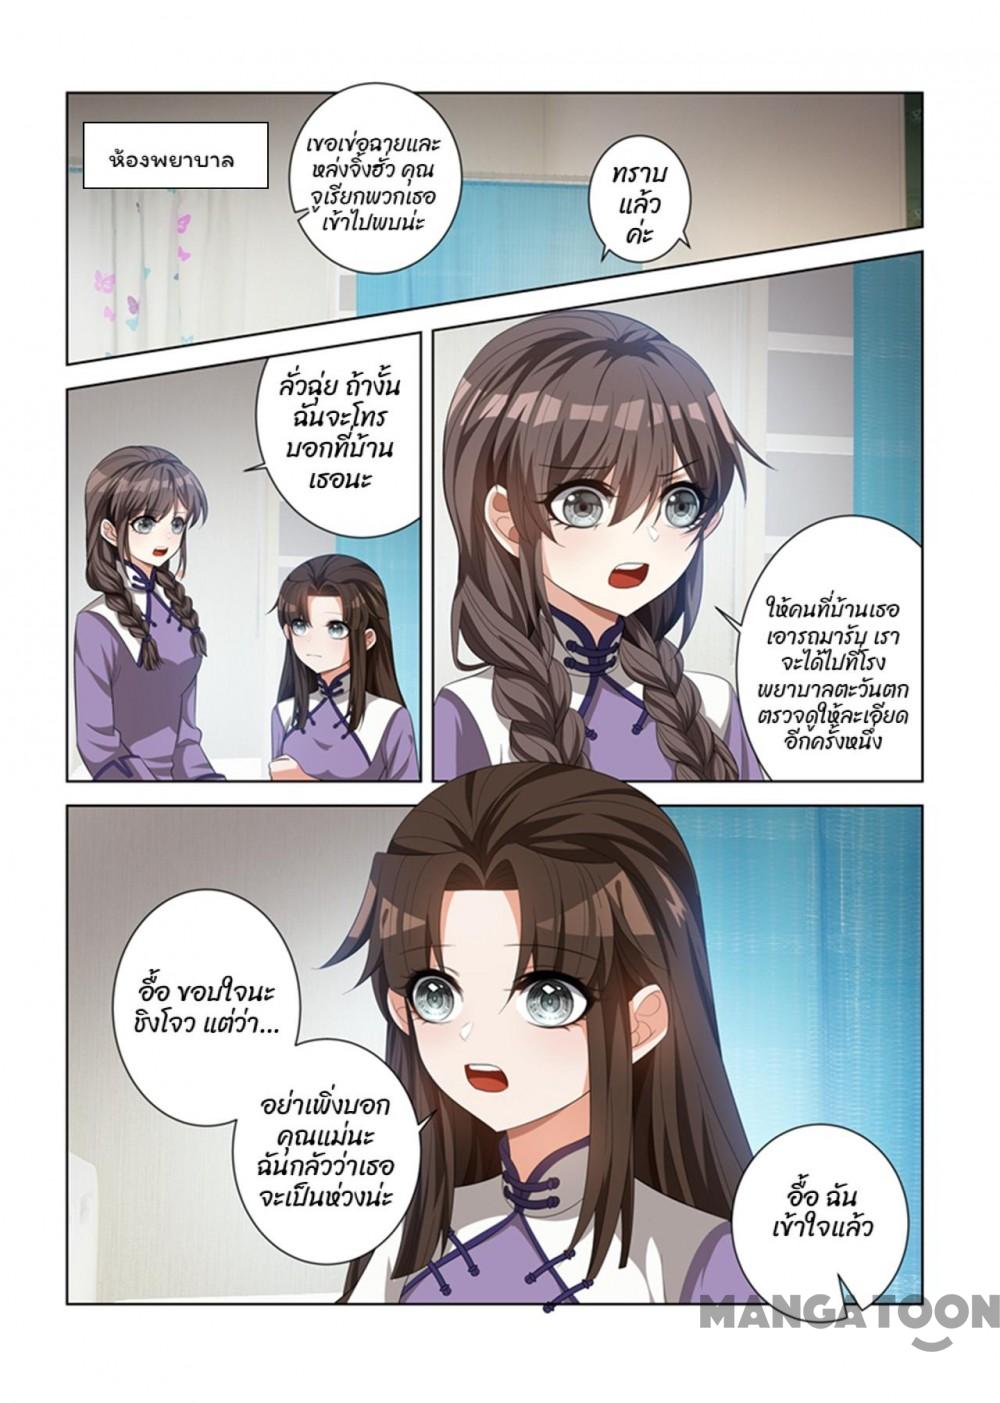 ห้องพยาบาล
เขอเข่อฉายและ
หล่งจิ้งฮัว คุณ
จูเรียกพวกเธอ
เข้าไปพบน่ะ
ทราบ
แล้ว
ค่ะ
ลั่วฉุ่ย ถ้างั้น
ฉันจะโทร
บอกที่บ้าน
เธอนะ
ให้คนที่บ้านเธอ
เอารถมารับ เรา
จะได้ไปที่โรง
พยาบาลตะวันตก
ตรวจดูให้ละเอียด
อีกครั้งหนึ่ง
อื้อ ขอบใจนะ
ชิงโจว แต่ว่า...
อย่าเพิ่งบอก
คุณแม่นะ
ฉันกลัวว่าเธอ
จะเป็นห่วงน่ะ
อื้อ ฉัน
เข้าใจแล้ว
MANGATOON